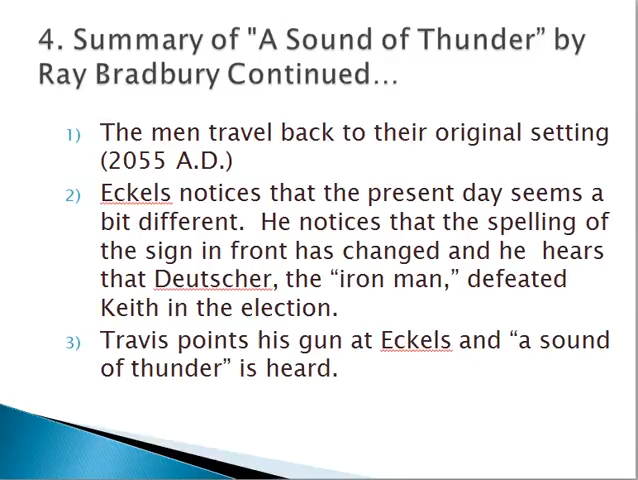 4. Summary of "A Sound of Thunder” by
Ray Bradbury Continued…
1) The men travel back to their original setting
(2055 A.D.)
2) Eckels notices that the present day seems a
bit different.  He notices that the spelling of
the sign in front has changed and he  hears
that Deutscher, the “iron man,” defeated
Keith in the election.
3) Travis points his gun at Eckels and “a sound
of thunder” is heard.